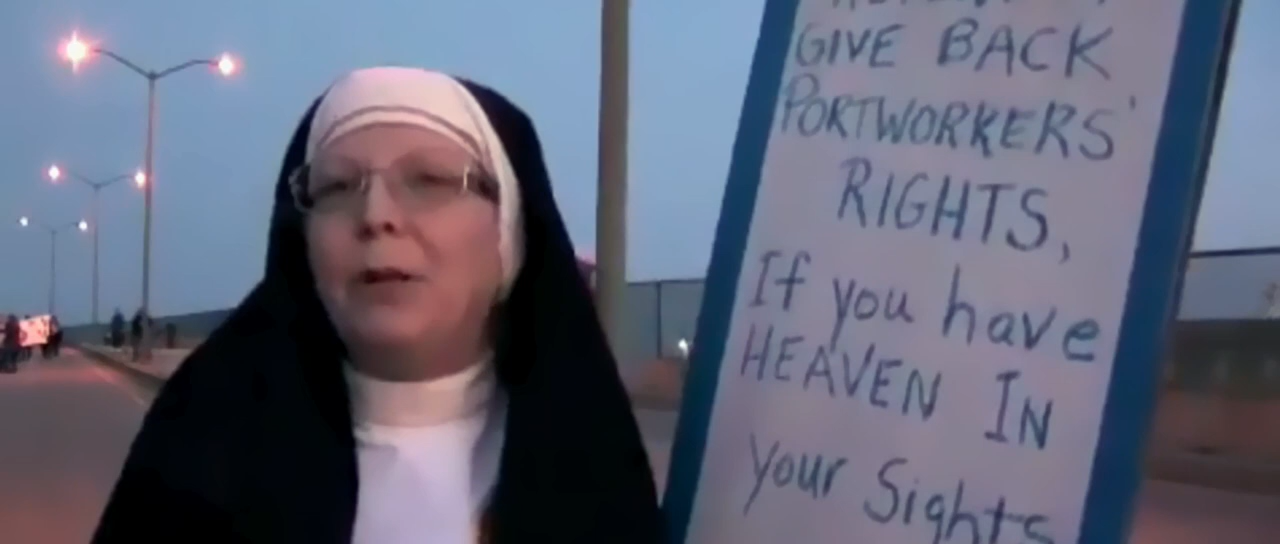 GIVE BACK
PORTWORKERS'
RIGHTS,
If you have
HEAVEN IN
your Sights